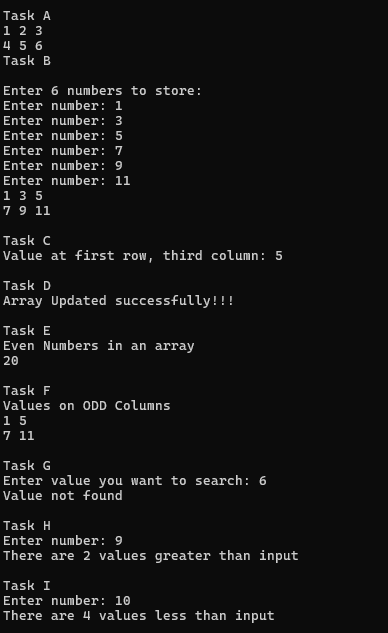 Task A
1 2 3
4 5 6
Task B
Enter 6 numbers to store:
Enter number: 1
Enter number: 3
Enter number: 5
Enter number: 7
Enter number: 9
Enter number: 11
1 3 5
7 9 11
Task C
Value at first row, third column: 5
Task D
Array Updated successfully!!!
Task E
Even Numbers in an array
20
Task F
Values on ODD Columns
1 5
7 11
Task G
Enter value you want to search: 6
Value not found
Task H
Enter number: 9
There are 2 values greater than input
Task I
Enter number: 10
There are 4 values less than input